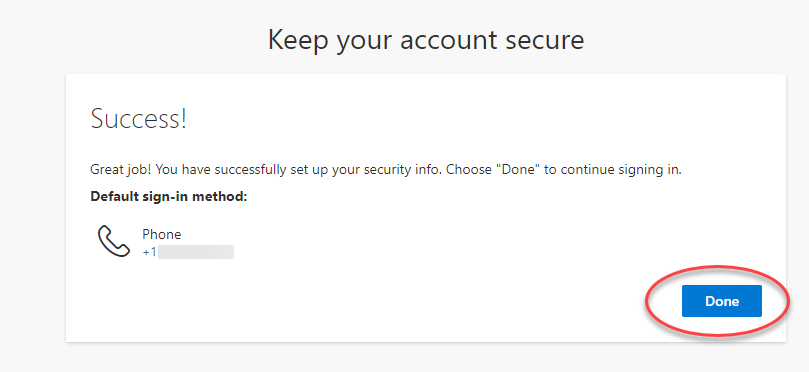 Keep your account secure
Success!
Great job! You have successfully set up your security info. Choose "Done" to continue signing in.
Default sign-in method:
Phone
+1
Done